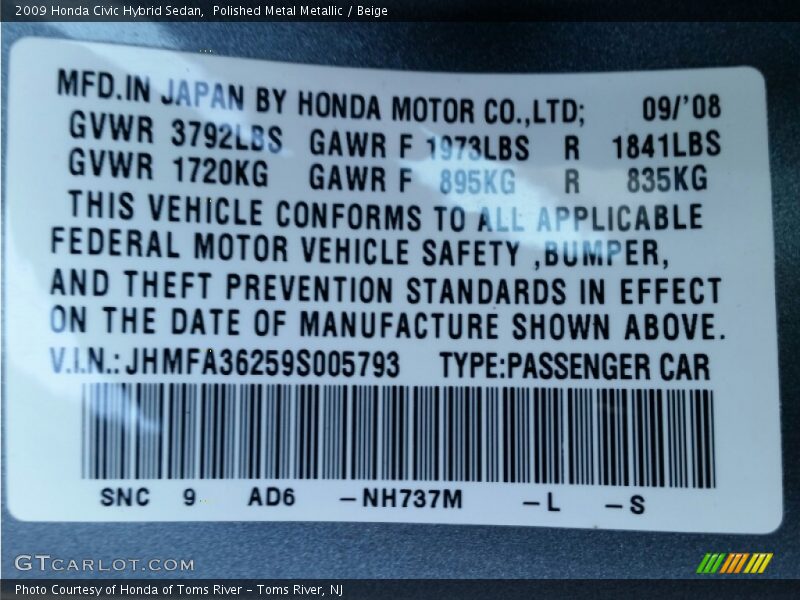 2009 Honda Civic Hybrid Sedan,  Polished Metal Metallic / Beige
MFD.IN JAPAN BY HONDA MOTOR CO.,LTD; 09/'08
GVWR 3792LBS GAWR F 1973LBS R 1841LBS
GVWR 1720KG GAWR F 895KG R 835KG
THIS VEHICLE CONFORMS TO ALL APPLICABLE
FEDERAL MOTOR VEHICLE SAFETY ,BUMPER,
AND THEFT PREVENTION STANDARDS IN EFFECT
ON THE DATE OF MANUFACTURE SHOWN ABOVE.
V.I.N.: JHMFA36259S005793 TYPE:PASSENGER CAR
SNC 9 AD6 –NH737M –L –S
GTCARLOT.COM
Photo Courtesy of Honda of Toms River – Toms River, NJ